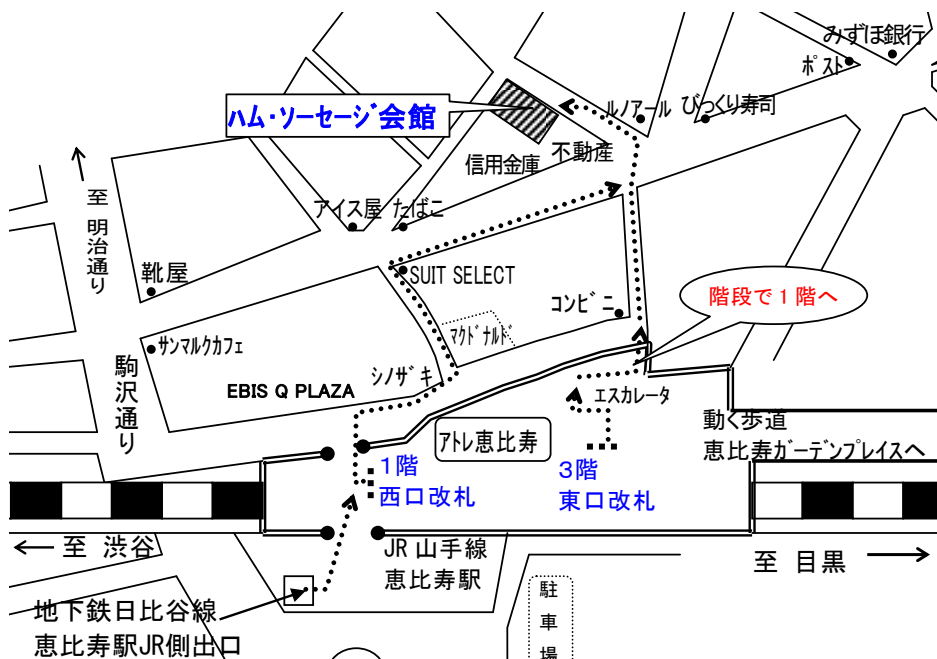 みずほ銀行
ポスト
ルノアール
びっくり寿司
ハム・ソーセージ会館
信用金庫
不動産
至 明治通り
アイス屋
たばこ
靴屋
SUIT SELECT
階段で1階へ
コンビニ
マクドナルド
サンマルクカフェ
駒沢通り
シノザキ
EBIS Q PLAZA
エスカレータ
アトレ恵比寿
動く歩道
恵比寿ガーデンプレイスへ
1階
西口改札
3階
東口改札
至 渋谷
JR 山手線
恵比寿駅
至 目黒
地下鉄日比谷線
恵比寿駅JR側出口
駐車場